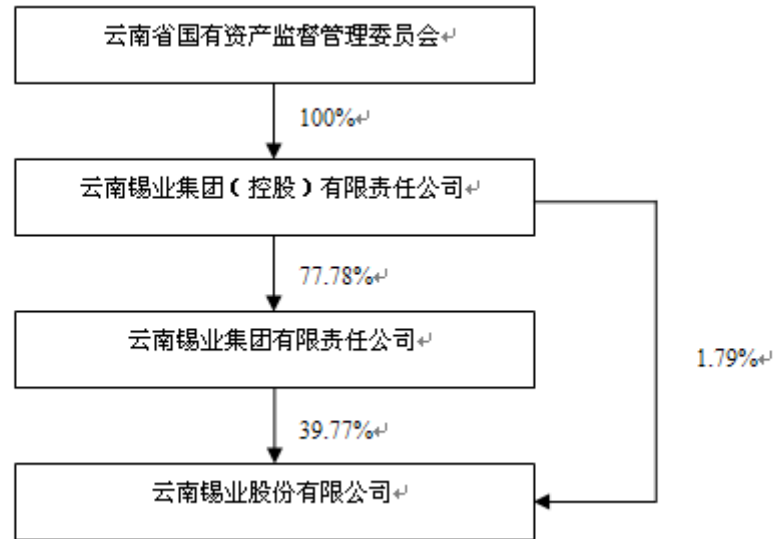 云南省国有资产监督管理委员会↵
100%↵
云南锡业集团（控股）有限责任公司↵
77.78%↵
云南锡业集团有限责任公司↵
1.79%↵
39.77%↵
云南锡业股份有限公司↵